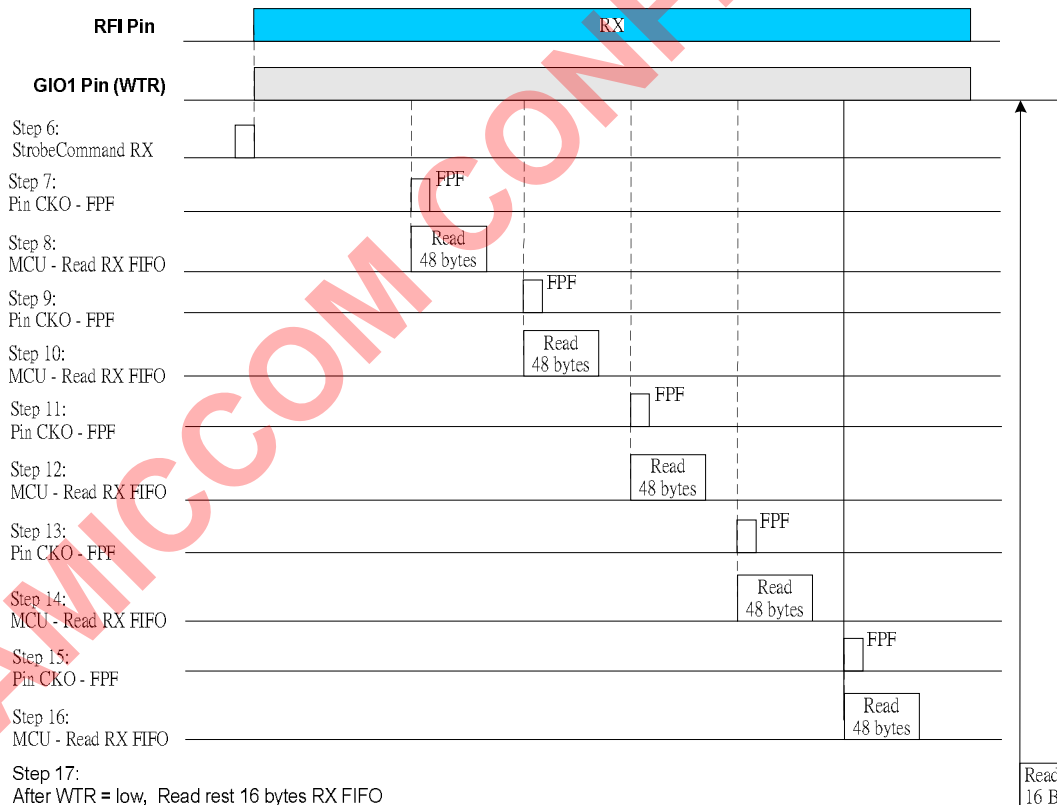 RFI Pin
RX
GIO1 Pin (WTR)
Step 6:
StrobeCommand RX
Step 7:
Pin CKO - FPF
FPF
Step 8:
MCU - Read RX FIFO
Read
48 bytes
Step 9:
Pin CKO - FPF
FPF
Step 10:
MCU - Read RX FIFO
Read
48 bytes
Step 11:
Pin CKO - FPF
FPF
Step 12:
MCU - Read RX FIFO
Read
48 bytes
Step 13:
Pin CKO - FPF
FPF
Step 14:
MCU - Read RX FIFO
Read
48 bytes
Step 15:
Pin CKO - FPF
FPF
Step 16:
MCU - Read RX FIFO
Read
48 bytes
Step 17:
After WTR = low, Read rest 16 bytes RX FIFO
Read
16 B
AMICCOM CONF